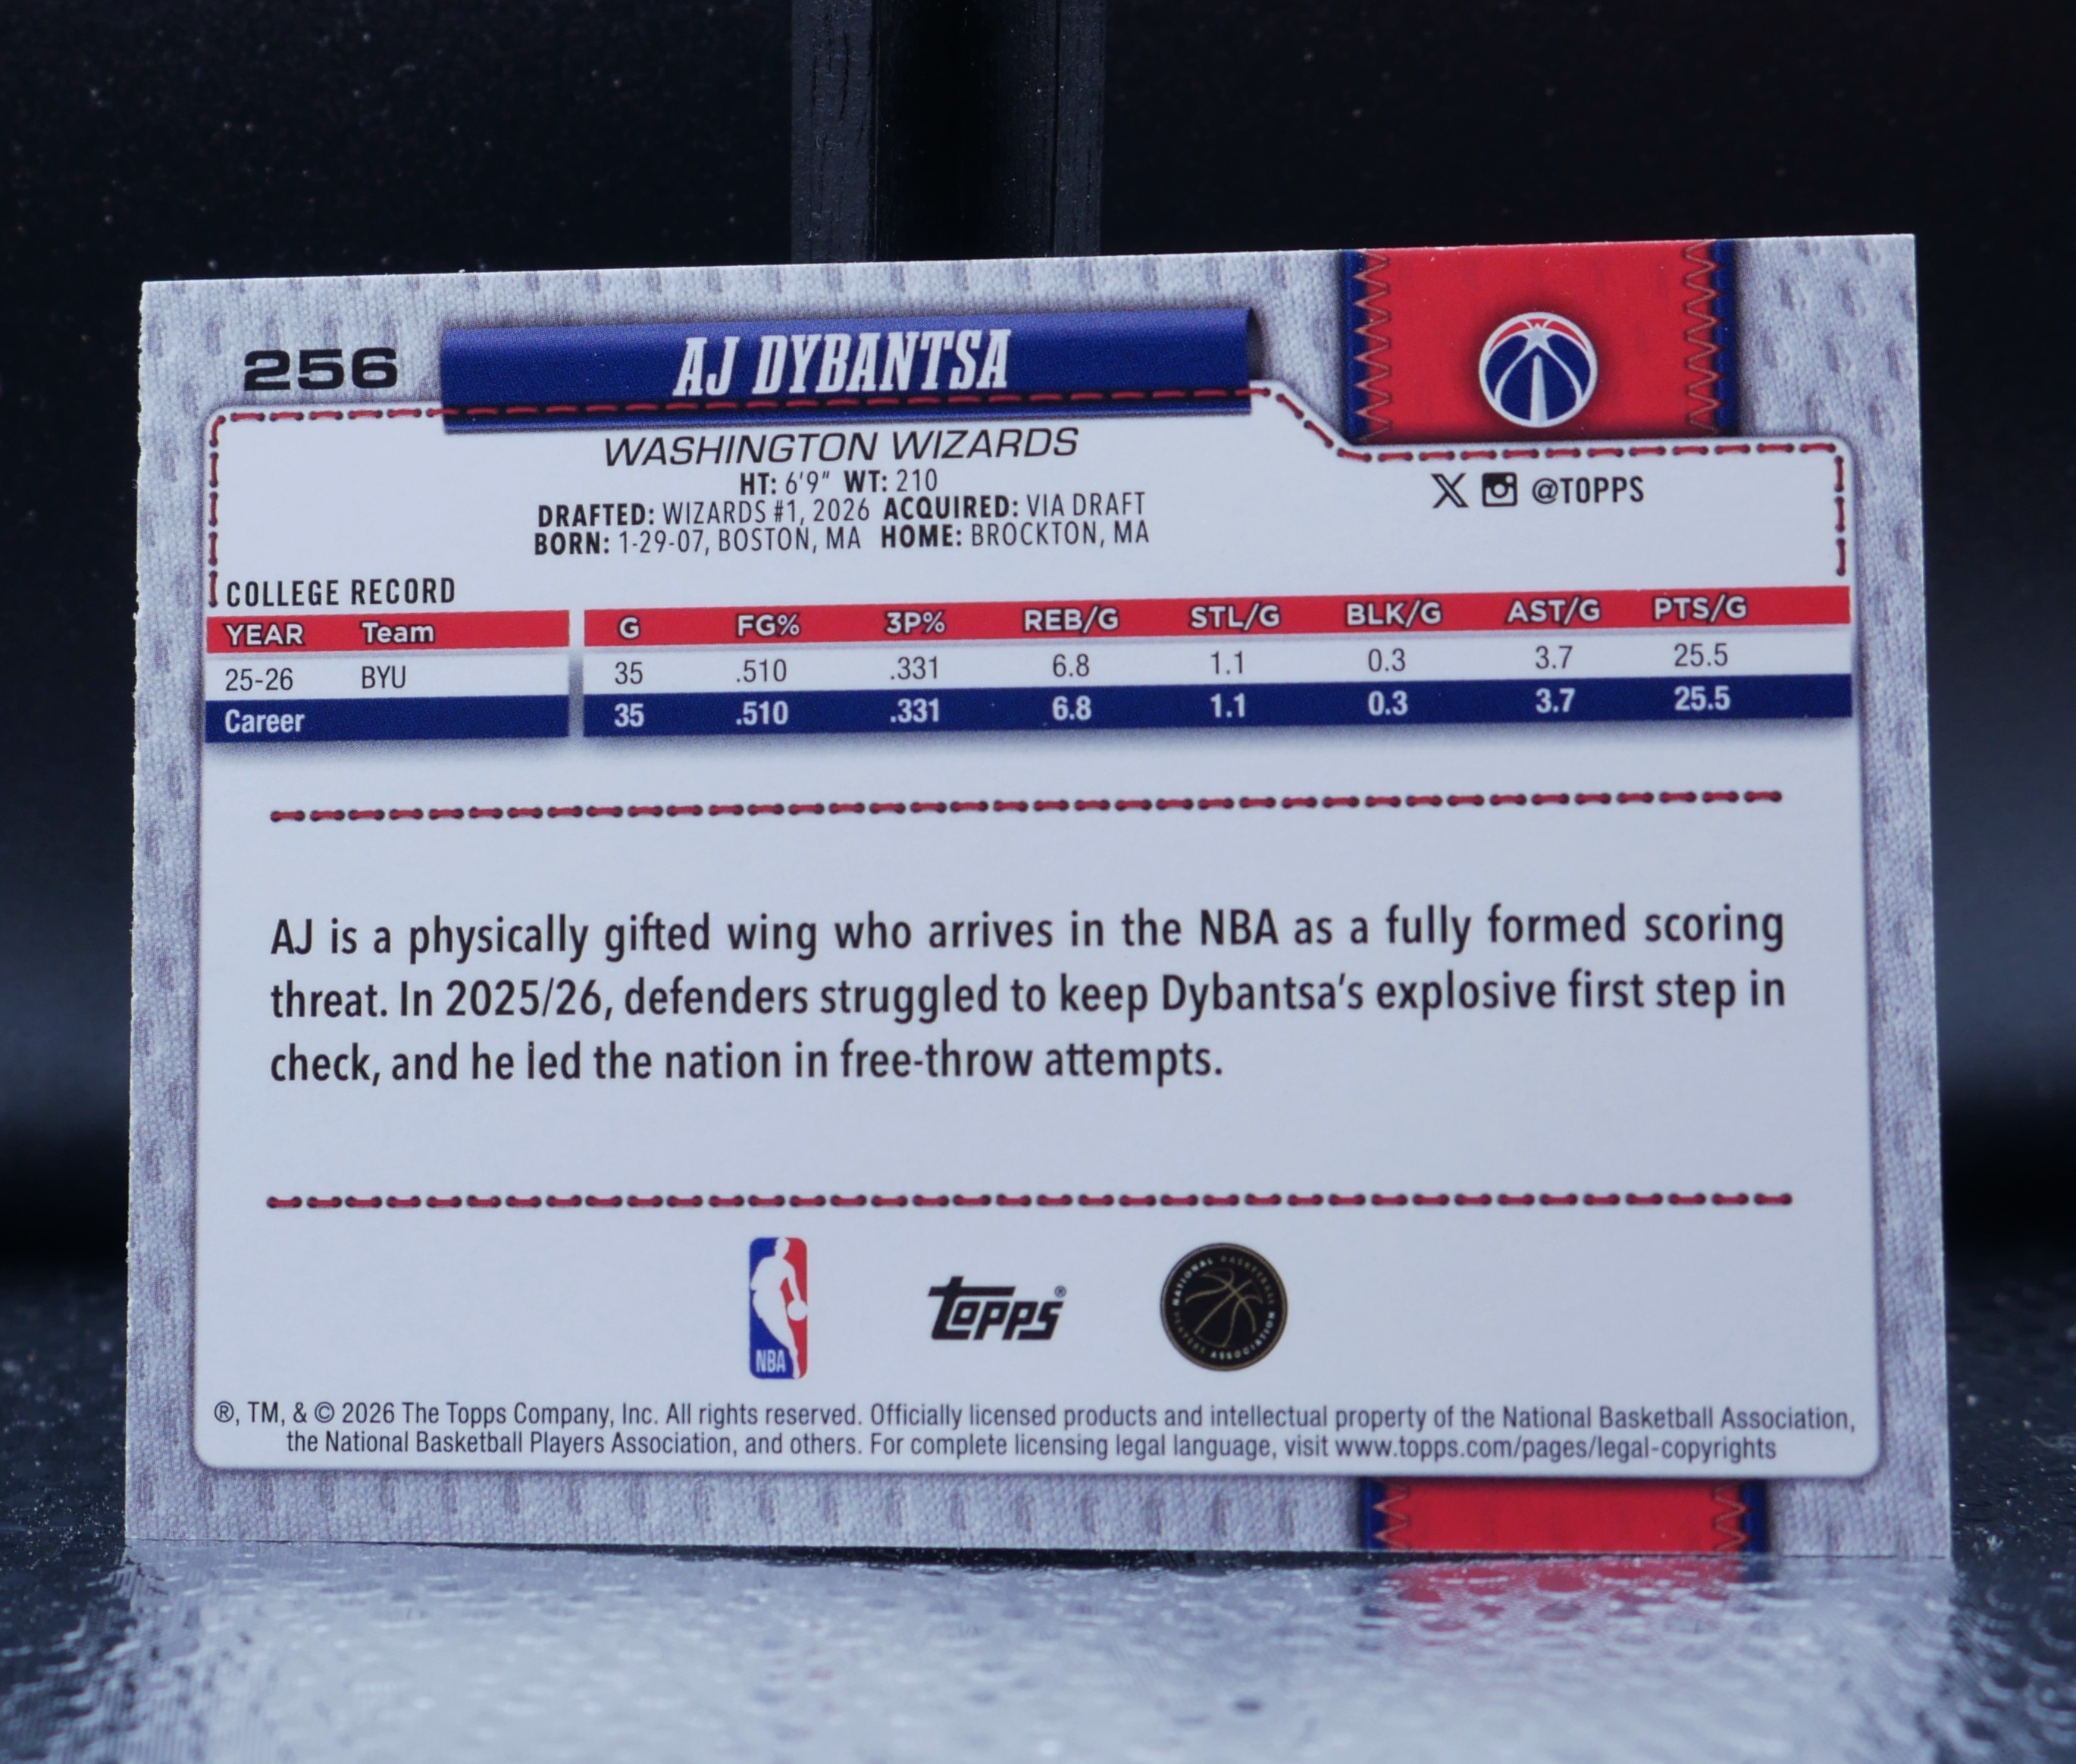 256
AJ DYBANTSA
WASHINGTON WIZARDS
HT: 6'9" WT: 210
DRAFTED: WIZARDS #1, 2026 ACQUIRED: VIA DRAFT
BORN: 1-29-07, BOSTON, MA HOME: BROCKTON, MA
@TOPPS
COLLEGE RECORD
YEAR Team G FG% 3P% REB/G STL/G BLK/G AST/G PTS/G
25-26 BYU 35 .510 .331 6.8 1.1 0.3 3.7 25.5
Career 35 .510 .331 6.8 1.1 0.3 3.7 25.5
AJ is a physically gifted wing who arrives in the NBA as a fully formed scoring
threat. In 2025/26, defenders struggled to keep Dybantsa's explosive first step in
check, and he led the nation in free-throw attempts.
NBA
topps®
NATIONAL BASKETBALL PLAYERS ASSOCIATION
®, TM, & © 2026 The Topps Company, Inc. All rights reserved. Officially licensed products and intellectual property of the National Basketball Association,
the National Basketball Players Association, and others. For complete licensing legal language, visit www.topps.com/pages/legal-copyrights